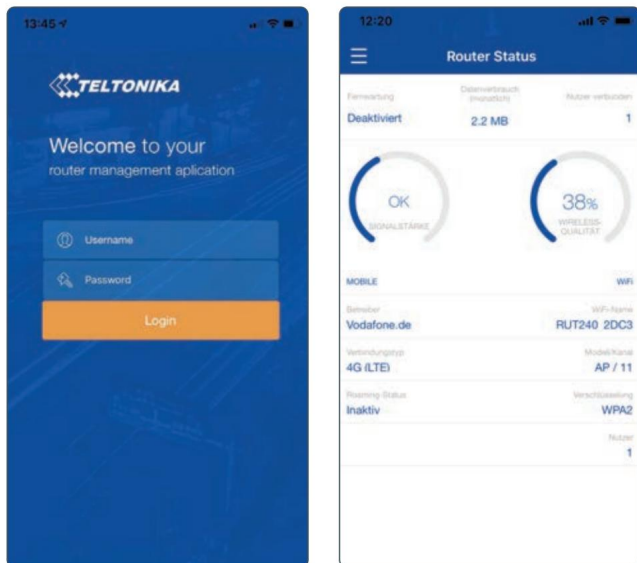 13:45
TELTONIKA
Welcome to your
router management aplication
Username
Password
Login
12:20
Router Status
Fernwartung
Datenverbrauch
(monatlich)
Nutzer verbunden
Deaktiviert
2.2 MB
1
OK
SIGNALSTÄRKE
38%
WIRELESS-
QUALITÄT
MOBILE
WiFi
Betreiber
WiFi-Name
Vodafone.de
RUT240 2DC3
Verbindungstyp
Modell/Kanal
4G (LTE)
AP / 11
Roaming-Status
Verschlüsselung
Inaktiv
WPA2
Nutzer
1